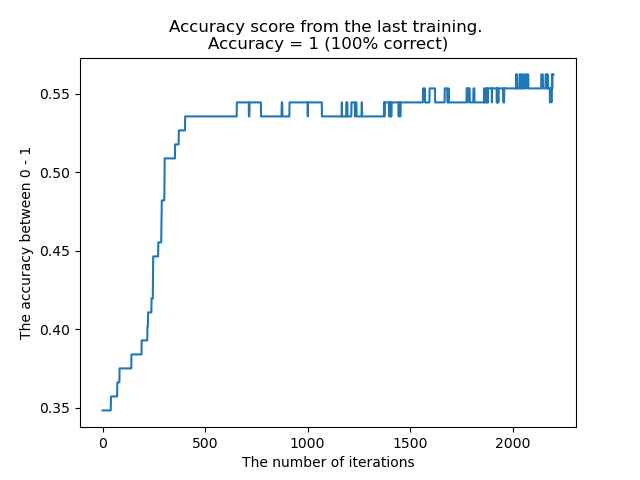 Accuracy score from the last training.
Accuracy = 1 (100% correct)
The accuracy between 0 - 1
0.55
0.50
0.45
0.40
0.35
0 500 1000 1500 2000
The number of iterations